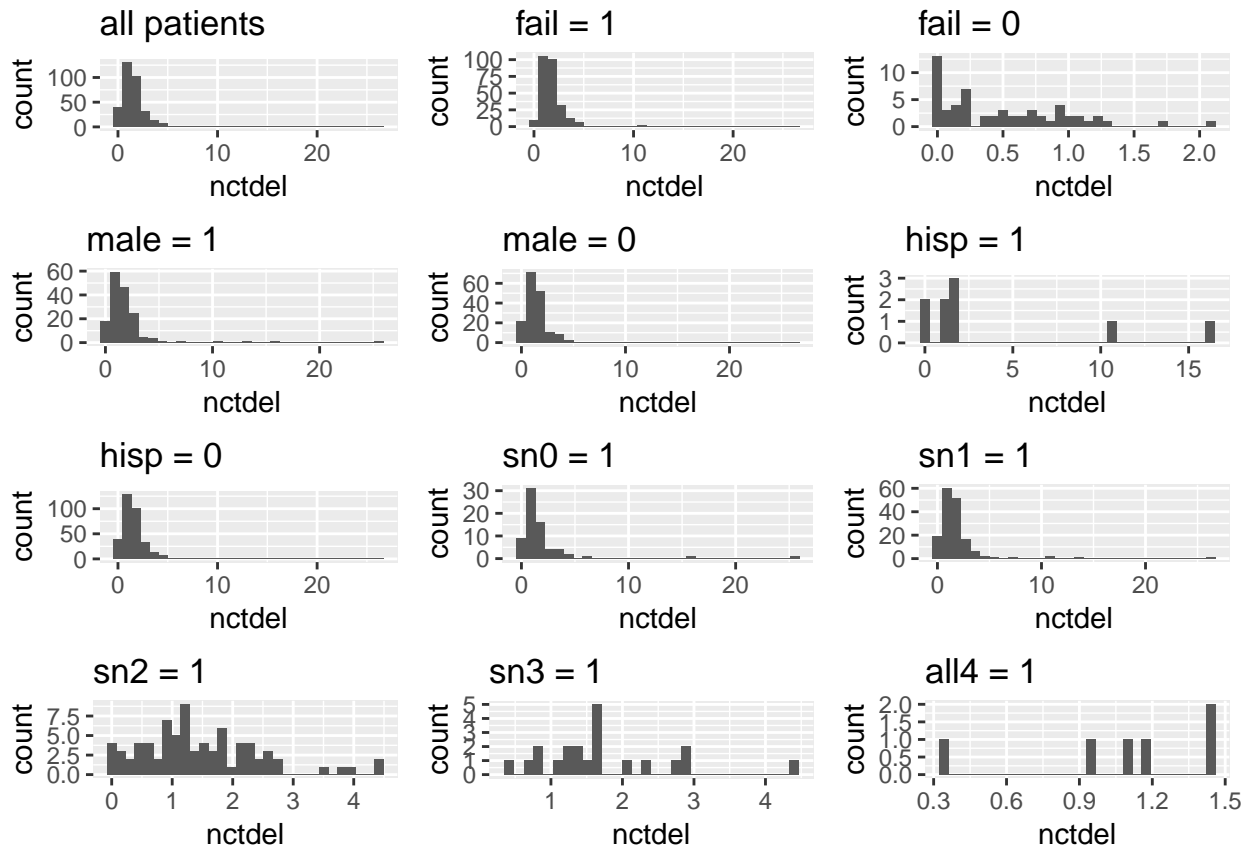 all patients
count
100
50
0
0 10 20
nctdel
fail = 1
count
100
75
50
25
0
0 10 20
nctdel
fail = 0
count
10
5
0
0.0 0.5 1.0 1.5 2.0
nctdel
male = 1
count
60
40
20
0
0 10 20
nctdel
male = 0
count
60
40
20
0
0 10 20
nctdel
hisp = 1
count
3
2
1
0
0 5 10 15
nctdel
hisp = 0
count
100
50
0
0 10 20
nctdel
sn0 = 1
count
30
20
10
0
0 10 20
nctdel
sn1 = 1
count
60
40
20
0
0 10 20
nctdel
sn2 = 1
count
7.5
5.0
2.5
0.0
0 1 2 3 4
nctdel
sn3 = 1
count
5
4
3
2
1
0
1 2 3 4
nctdel
all4 = 1
count
2.0
1.5
1.0
0.5
0.0
0.3 0.6 0.9 1.2 1.5
nctdel